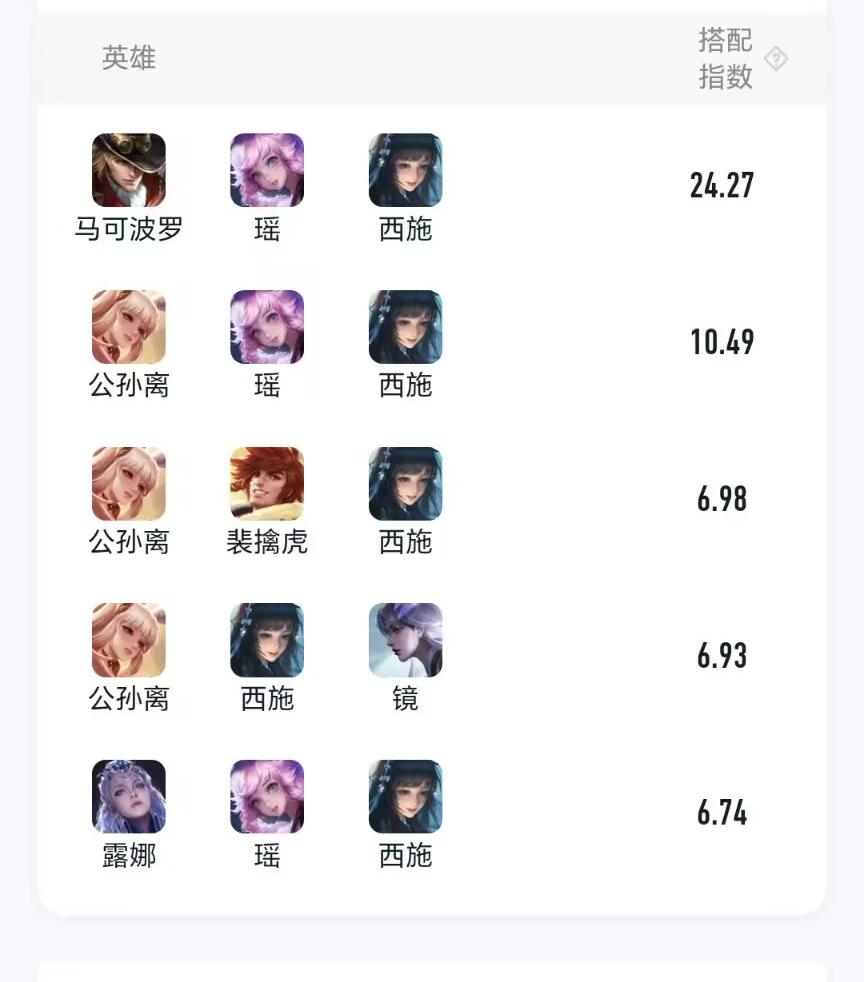 英雄
搭配
指数
马可波罗 瑶 西施 24.27
公孙离 瑶 西施 10.49
公孙离 裴擒虎 西施 6.98
公孙离 西施 镜 6.93
露娜 瑶 西施 6.74